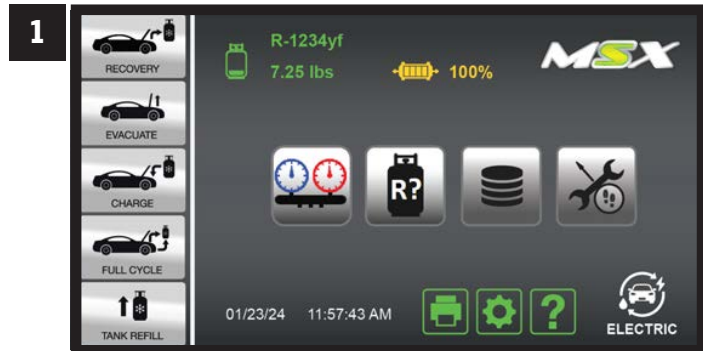 1
RECOVERY
EVACUATE
CHARGE
FULL CYCLE
TANK REFILL
R-1234yf
7.25 lbs
100%
MSX
R?
01/23/24 11:57:43 AM
?
ELECTRIC